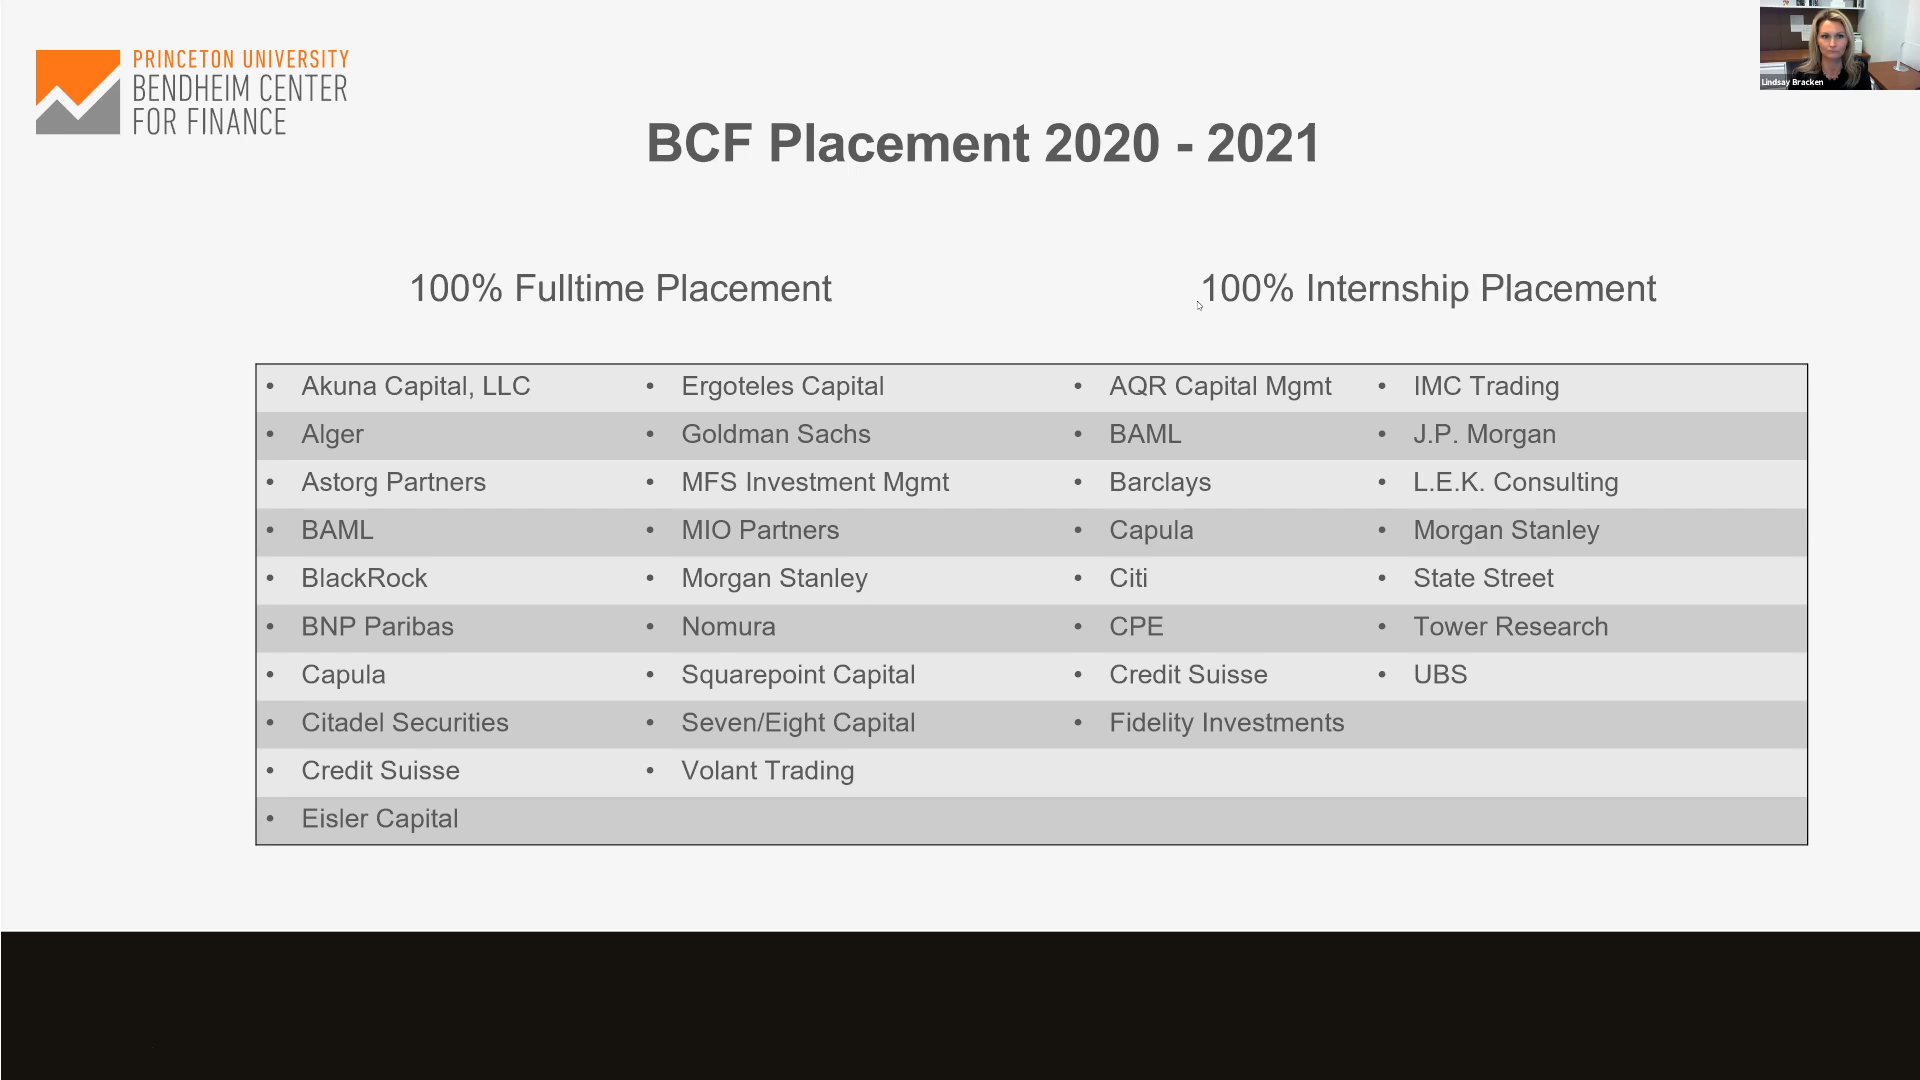 PRINCETON UNIVERSITY
BENDHEIM CENTER
FOR FINANCE
Lindsay Bracken
BCF Placement 2020 - 2021
100% Fulltime Placement
100% Internship Placement
• Akuna Capital, LLC • Ergoteles Capital • AQR Capital Mgmt • IMC Trading
• Alger • Goldman Sachs • BAML • J.P. Morgan
• Astorg Partners • MFS Investment Mgmt • Barclays • L.E.K. Consulting
• BAML • MIO Partners • Capula • Morgan Stanley
• BlackRock • Morgan Stanley • Citi • State Street
• BNP Paribas • Nomura • CPE • Tower Research
• Capula • Squarepoint Capital • Credit Suisse • UBS
• Citadel Securities • Seven/Eight Capital • Fidelity Investments
• Credit Suisse • Volant Trading
• Eisler Capital